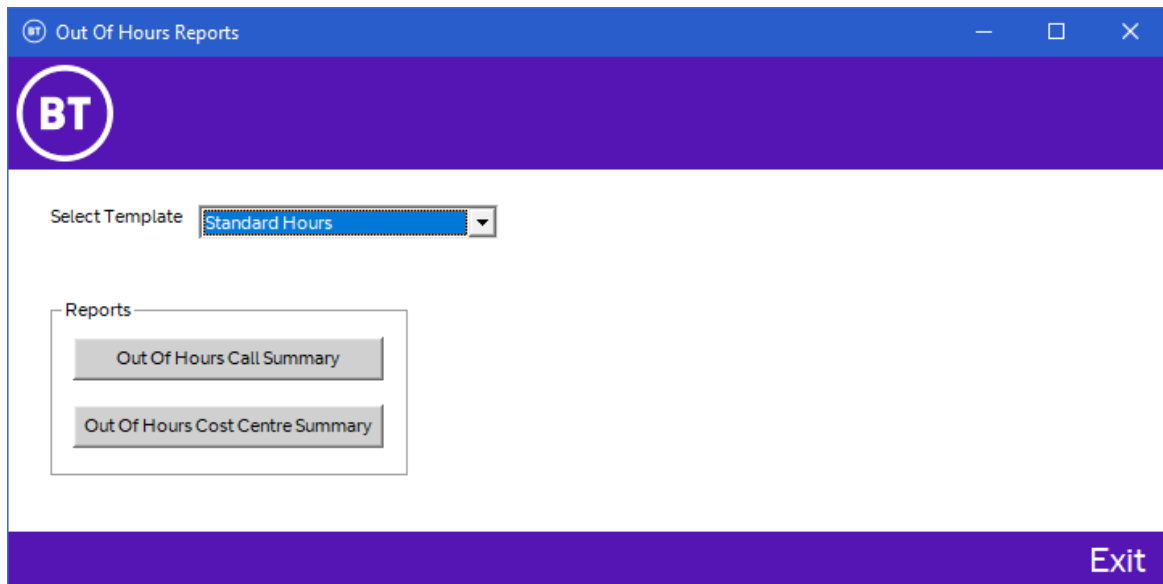 BT Out Of Hours Reports
BT
Select Template Standard Hours
Reports
Out Of Hours Call Summary
Out Of Hours Cost Centre Summary
Exit